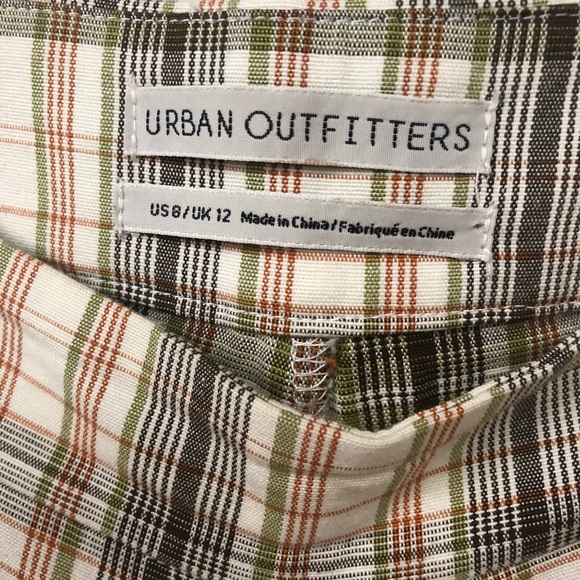 URBAN OUTFITTERS
US 8 / UK 12 Made in China / Fabriqué en Chine